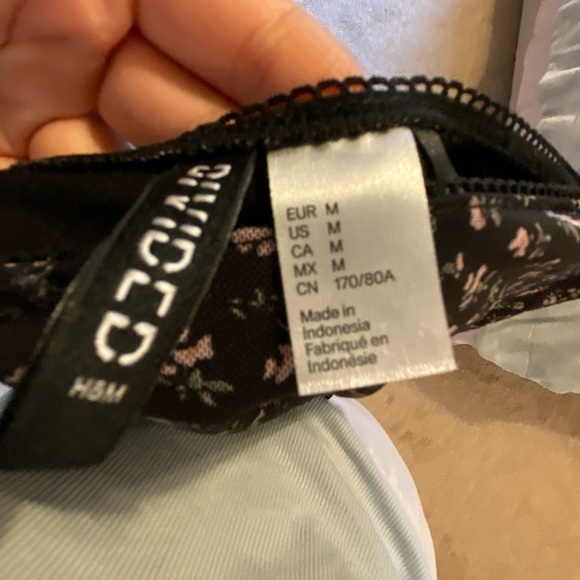 DIVIDED
H&M
EUR M
US M
CA M
MX M
CN 170/80A
Made in
Indonesia
Fabriqué en
Indonésie